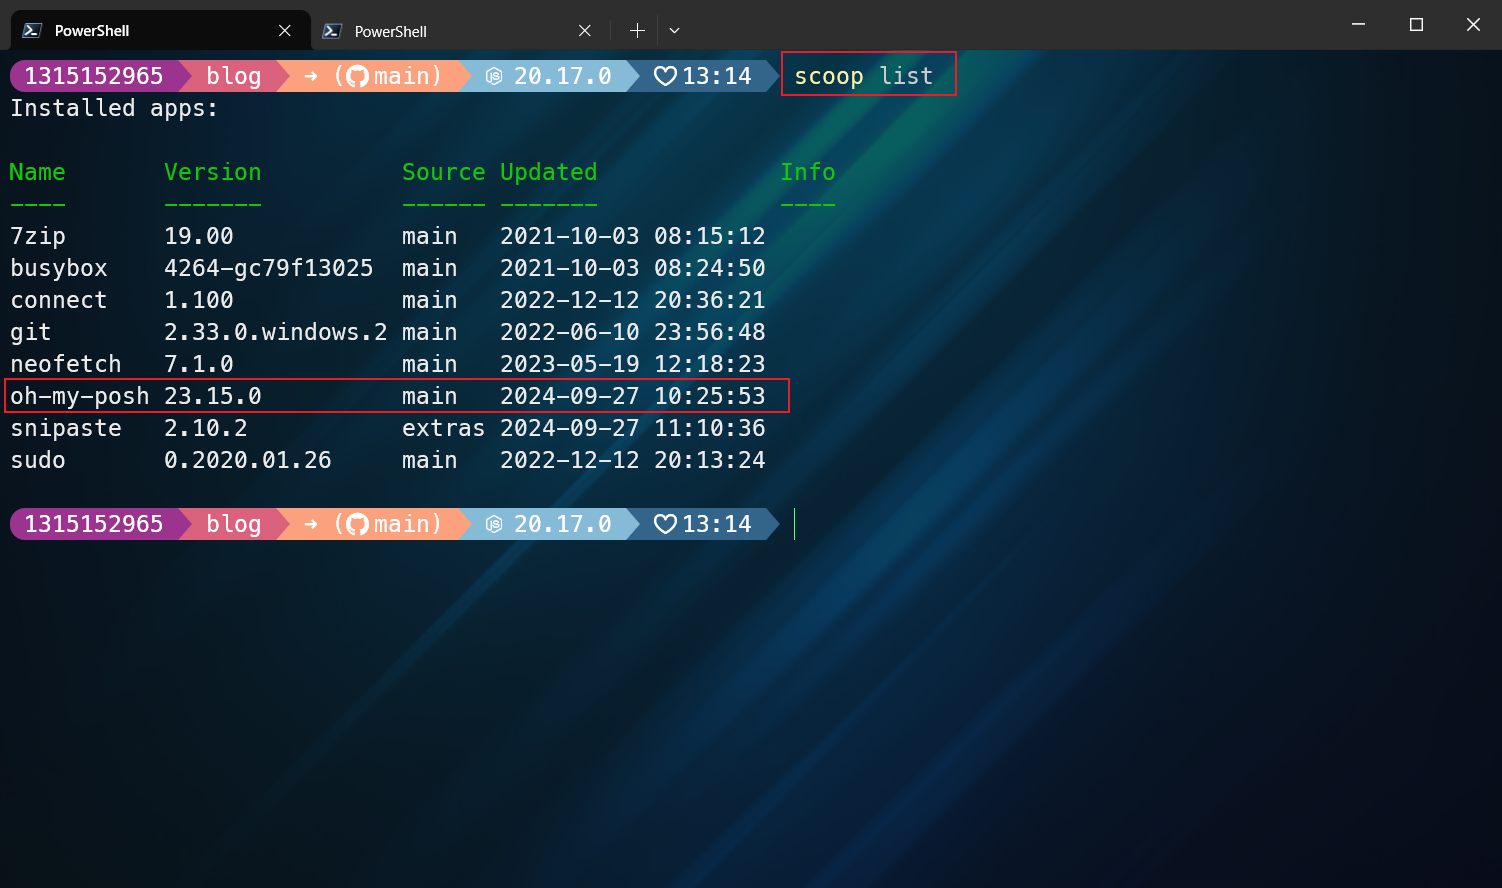 PowerShell PowerShell
1315152965 blog → (main) 20.17.0 13:14 scoop list
Installed apps:
Name Version Source Updated Info
---- ------- ------ ------- ----
7zip 19.00 main 2021-10-03 08:15:12
busybox 4264-gc79f13025 main 2021-10-03 08:24:50
connect 1.100 main 2022-12-12 20:36:21
git 2.33.0.windows.2 main 2022-06-10 23:56:48
neofetch 7.1.0 main 2023-05-19 12:18:23
oh-my-posh 23.15.0 main 2024-09-27 10:25:53
snipaste 2.10.2 extras 2024-09-27 11:10:36
sudo 0.2020.01.26 main 2022-12-12 20:13:24
1315152965 blog → (main) JS 20.17.0 13:14